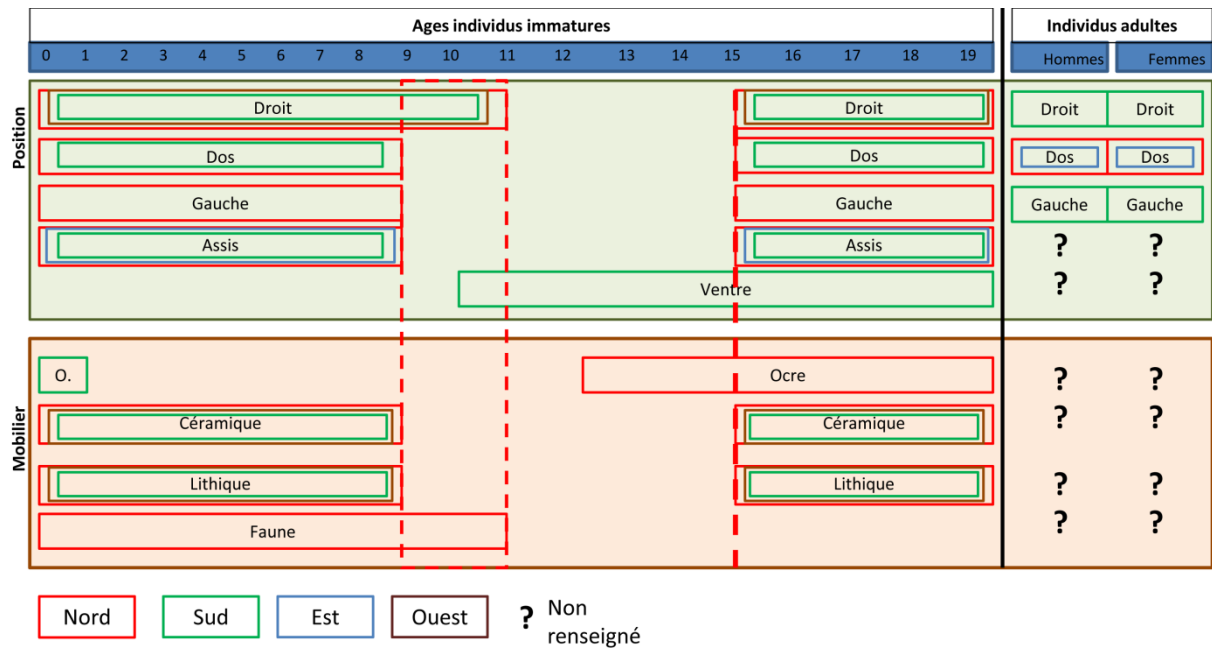 Ages individus immatures Individus adultes
0 1 2 3 4 5 6 7 8 9 10 11 12 13 14 15 16 17 18 19 Hommes Femmes
Position
Droit Droit Droit Droit
Dos Dos Dos Dos
Gauche Gauche Gauche Gauche
Assis Assis ? ?
Ventre ? ?
Mobilier
O. Ocre ? ?
Céramique Céramique ? ?
Lithique Lithique ? ?
Faune ? ?
Nord Sud Est Ouest ? Non
renseigné